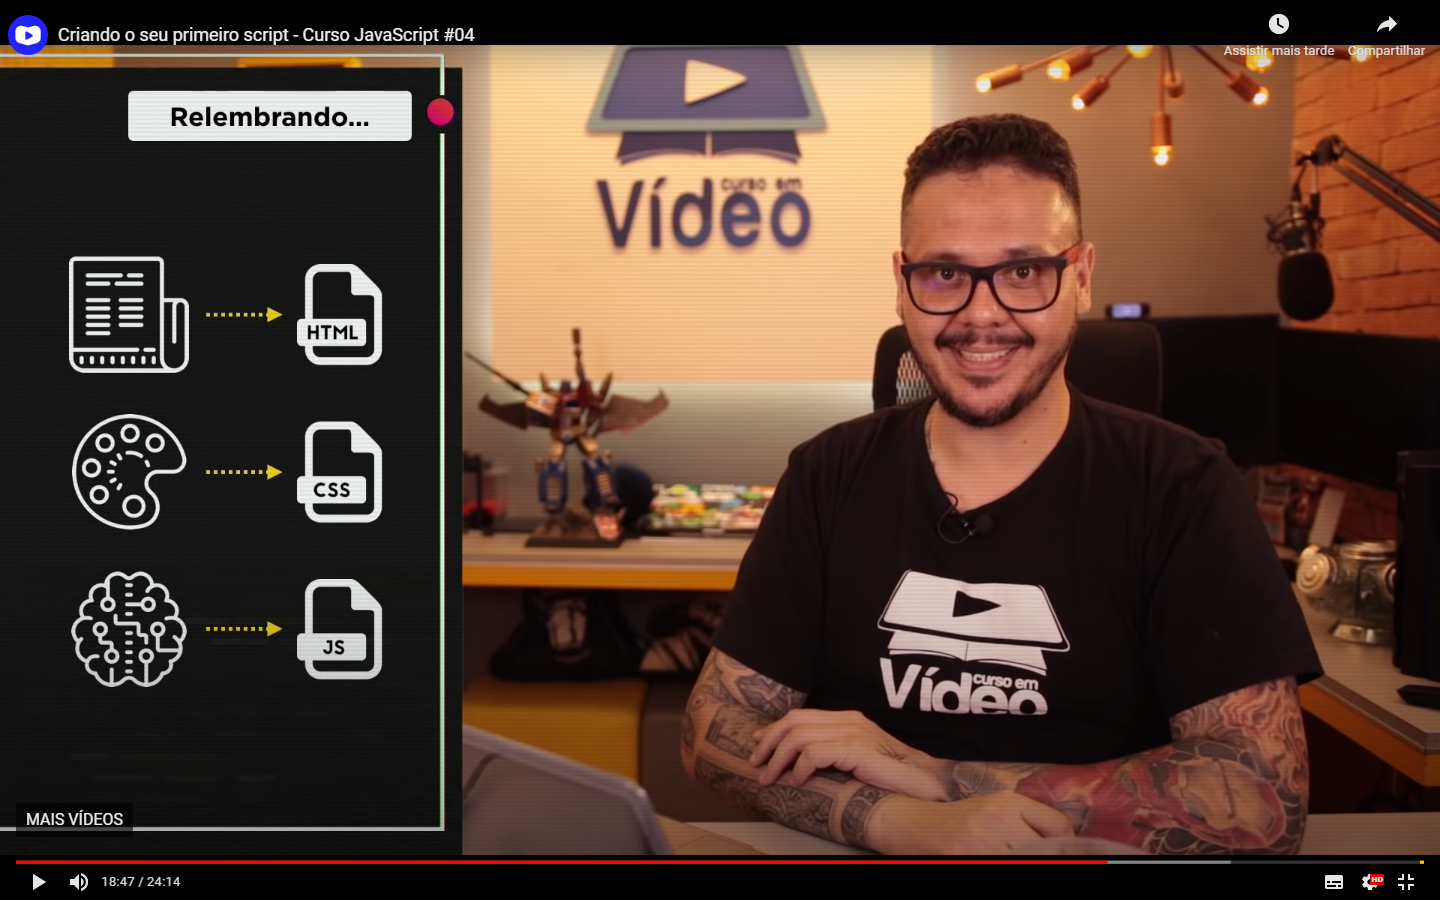 Criando o seu primeiro script - Curso JavaScript #04
Assistir mais tarde
Compartilhar
Relembrando...
curso em
Vídeo
HTML
CSS
JS
curso em
Vídeo
MAIS VÍDEOS
18:47 / 24:14
HD